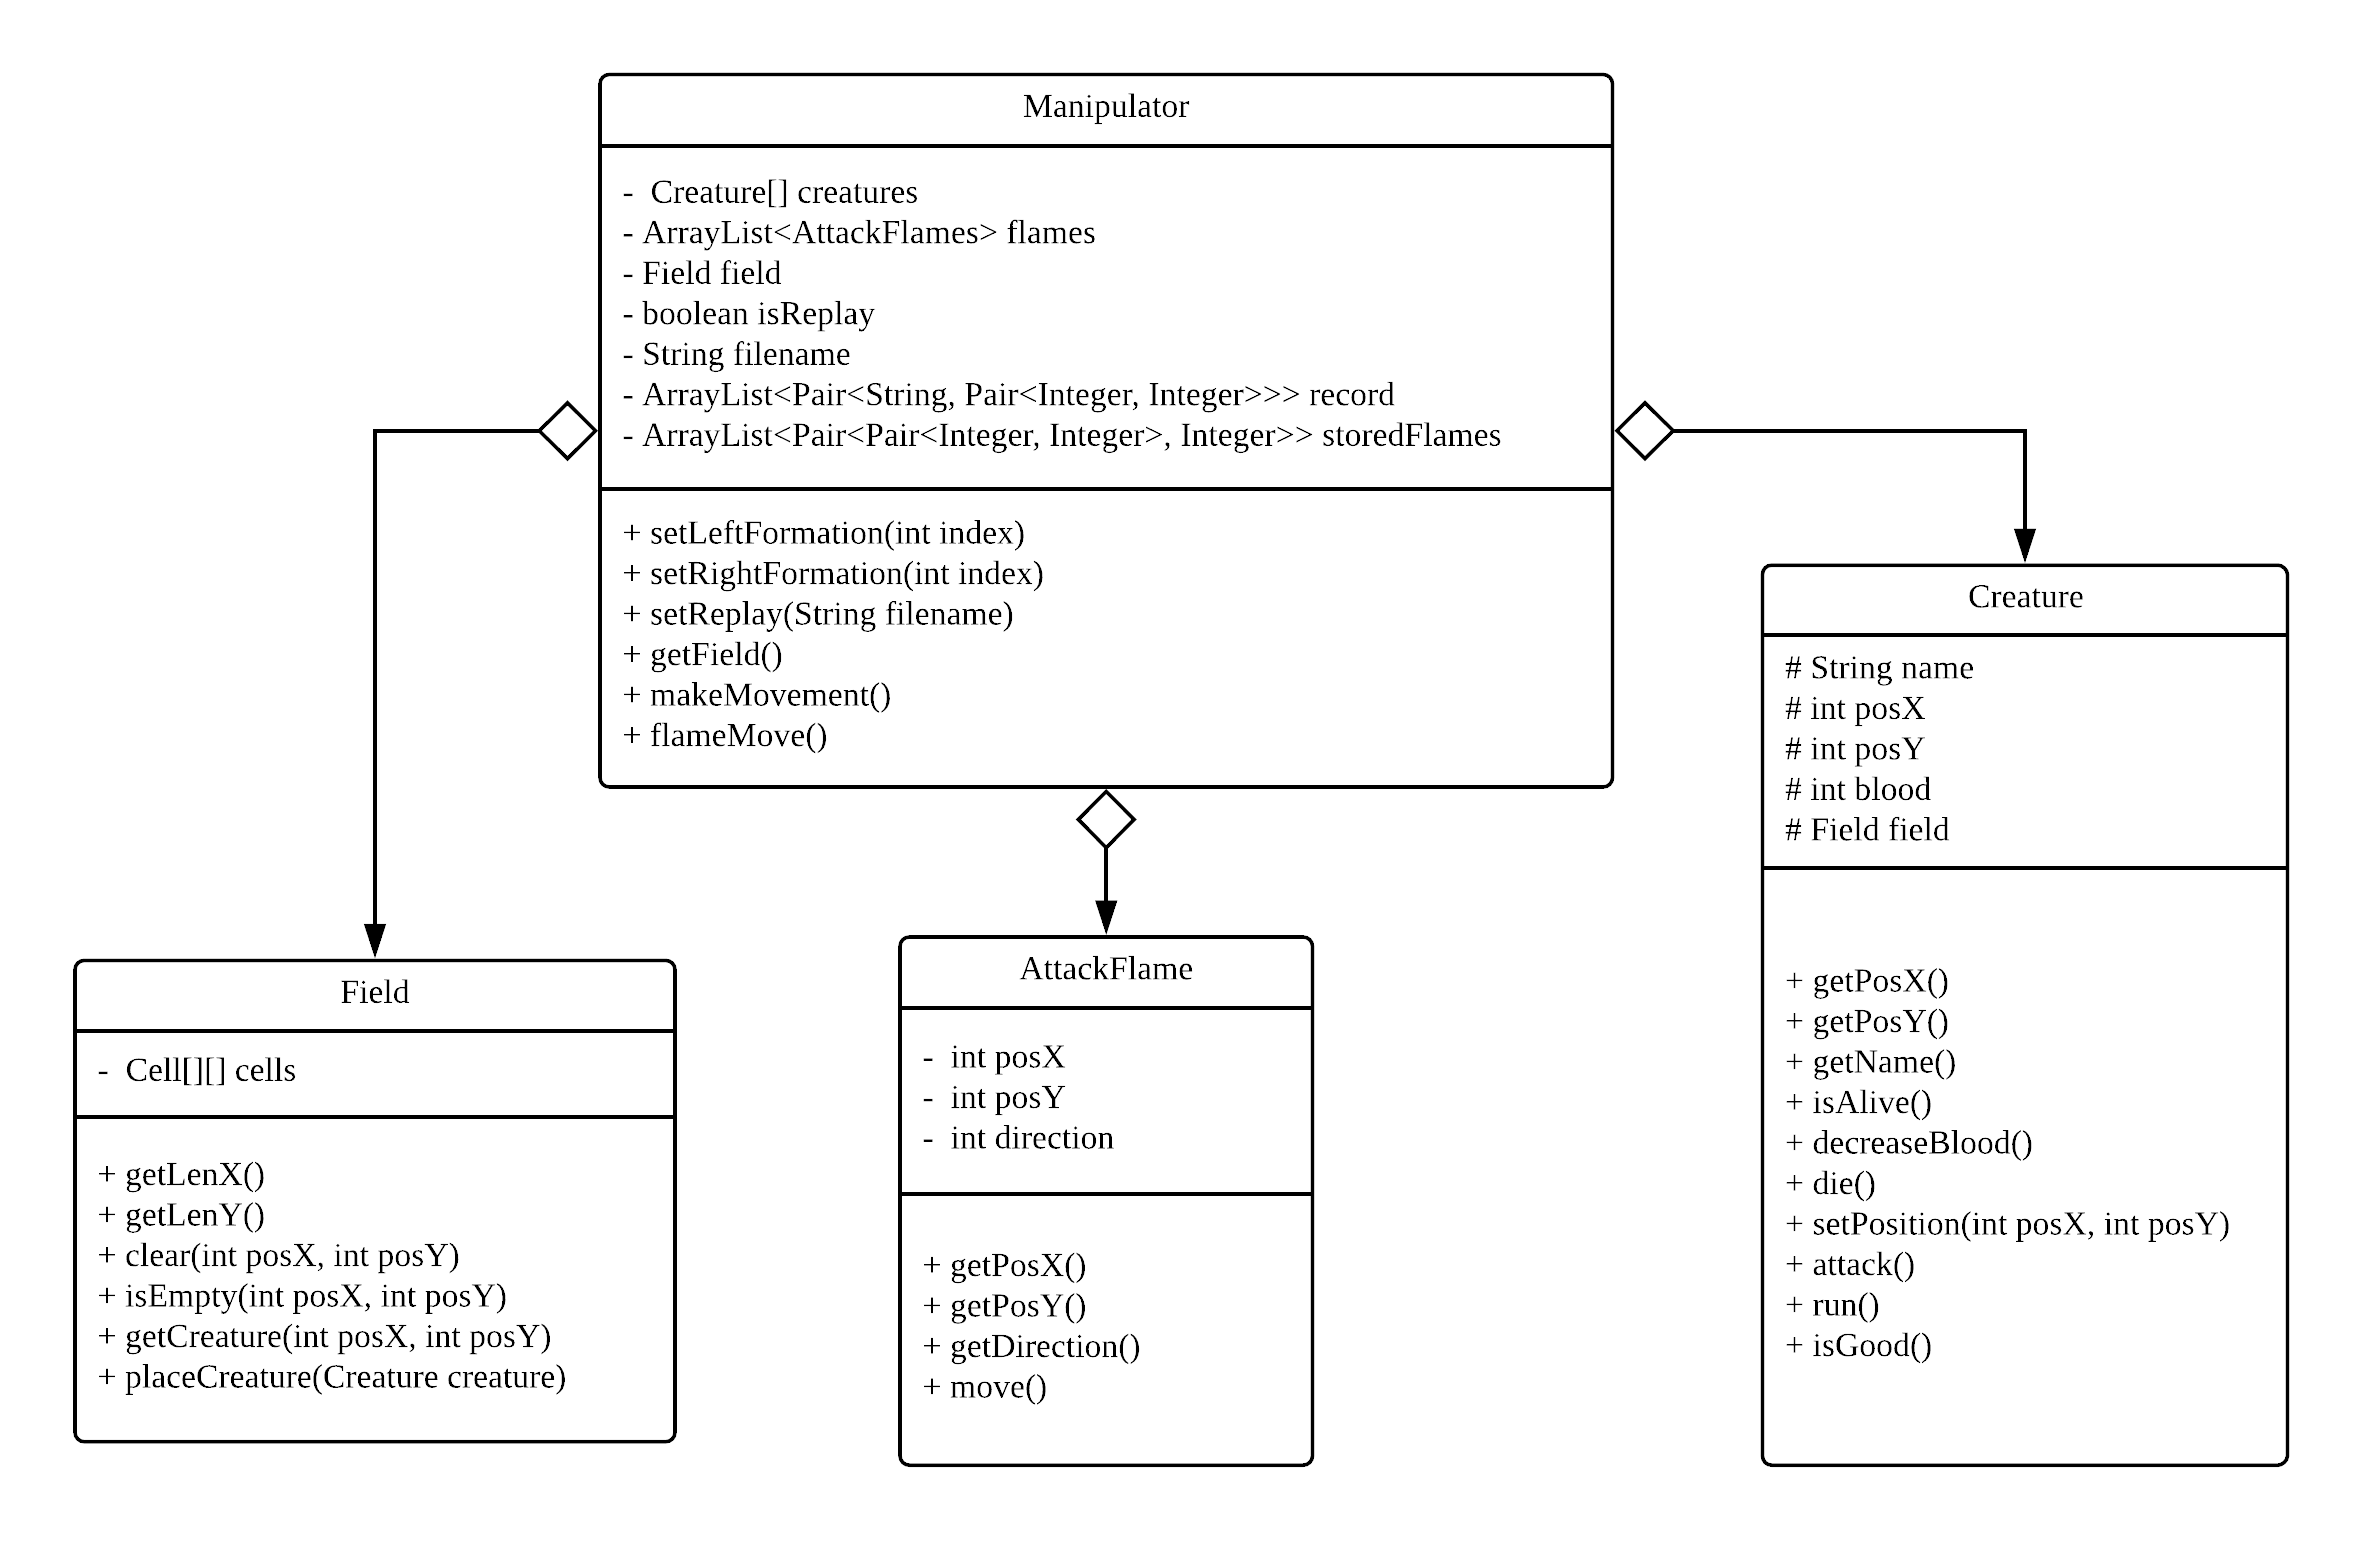 Manipulator
-  Creature[] creatures
- ArrayList<AttackFlames> flames
- Field field
- boolean isReplay
- String filename
- ArrayList<Pair<String, Pair<Integer, Integer>>> record
- ArrayList<Pair<Pair<Integer, Integer>, Integer>> storedFlames
+ setLeftFormation(int index)
+ setRightFormation(int index)
+ setReplay(String filename)
+ getField()
+ makeMovement()
+ flameMove()
Field
-  Cell[][] cells
+ getLenX()
+ getLenY()
+ clear(int posX, int posY)
+ isEmpty(int posX, int posY)
+ getCreature(int posX, int posY)
+ placeCreature(Creature creature)
AttackFlame
-  int posX
-  int posY
-  int direction
+ getPosX()
+ getPosY()
+ getDirection()
+ move()
Creature
# String name
# int posX
# int posY
# int blood
# Field field
+ getPosX()
+ getPosY()
+ getName()
+ isAlive()
+ decreaseBlood()
+ die()
+ setPosition(int posX, int posY)
+ attack()
+ run()
+ isGood()